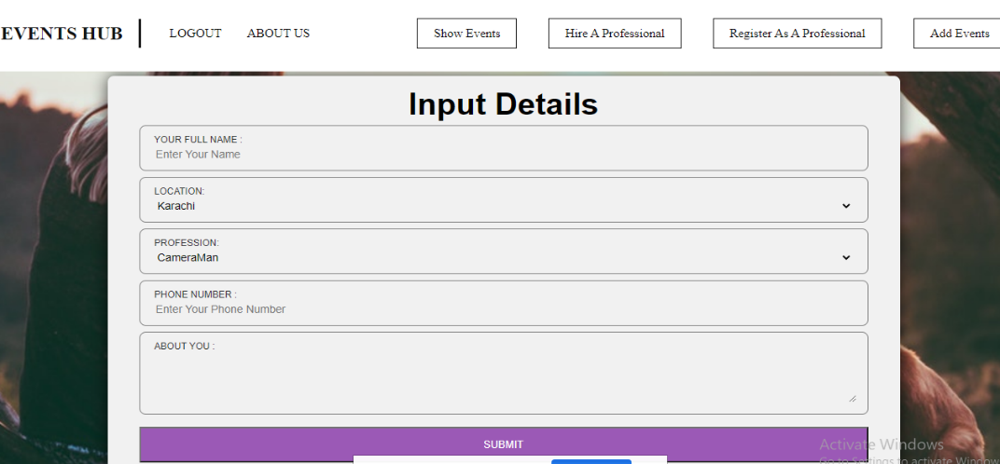 EVENTS HUB
LOGOUT
ABOUT US
Show Events
Hire A Professional
Register As A Professional
Add Events
Input Details
YOUR FULL NAME :
Enter Your Name
LOCATION:
Karachi
PROFESSION:
CameraMan
PHONE NUMBER :
Enter Your Phone Number
ABOUT YOU :
SUBMIT
Activate Windows
Go to Settings to activate Windows